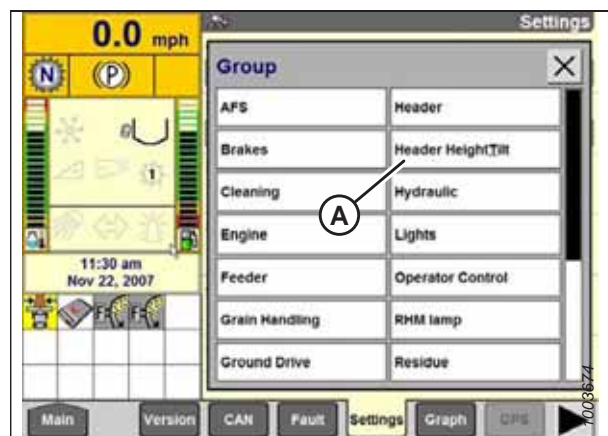 0.0 mph
Settings
N
(P)
Group
X
AFS
Header
Brakes
Header Height/Tilt
1
Cleaning
Hydraulic
A
Engine
Lights
11:30 am
Nov 22, 2007
Feeder
Operator Control
F
F
Grain Handling
RHM lamp
Ground Drive
Residue
Main
Version
CAN
Fault
Settings
Graph
GPS
1003674